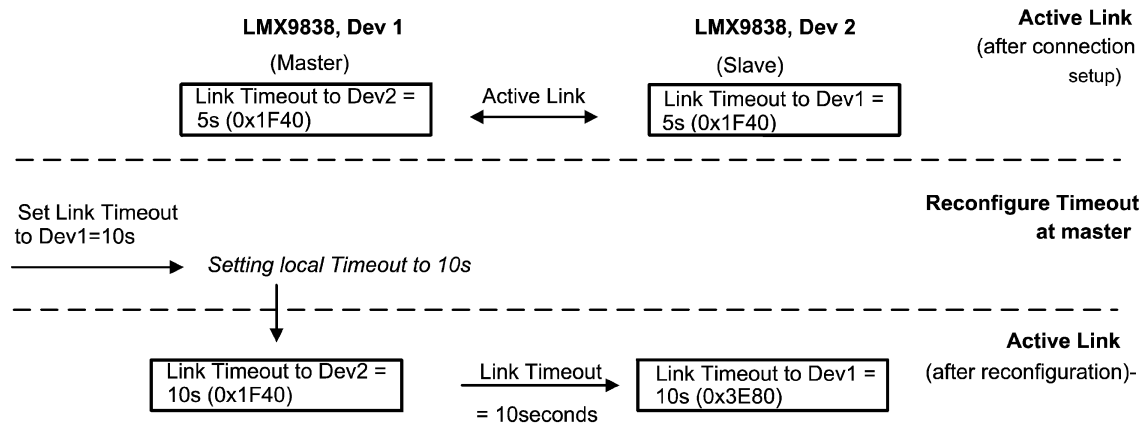 LMX9838, Dev 1
LMX9838, Dev 2
Active Link
(Master)
(Slave)
(after connection
setup)
Link Timeout to Dev2 =
5s (0x1F40)
Active Link
Link Timeout to Dev1 =
5s (0x1F40)
Set Link Timeout
to Dev1=10s
Reconfigure Timeout
at master
Setting local Timeout to 10s
Active Link
(after reconfiguration)-
Link Timeout to Dev2 =
10s (0x1F40)
Link Timeout
= 10seconds
Link Timeout to Dev1 =
10s (0x3E80)